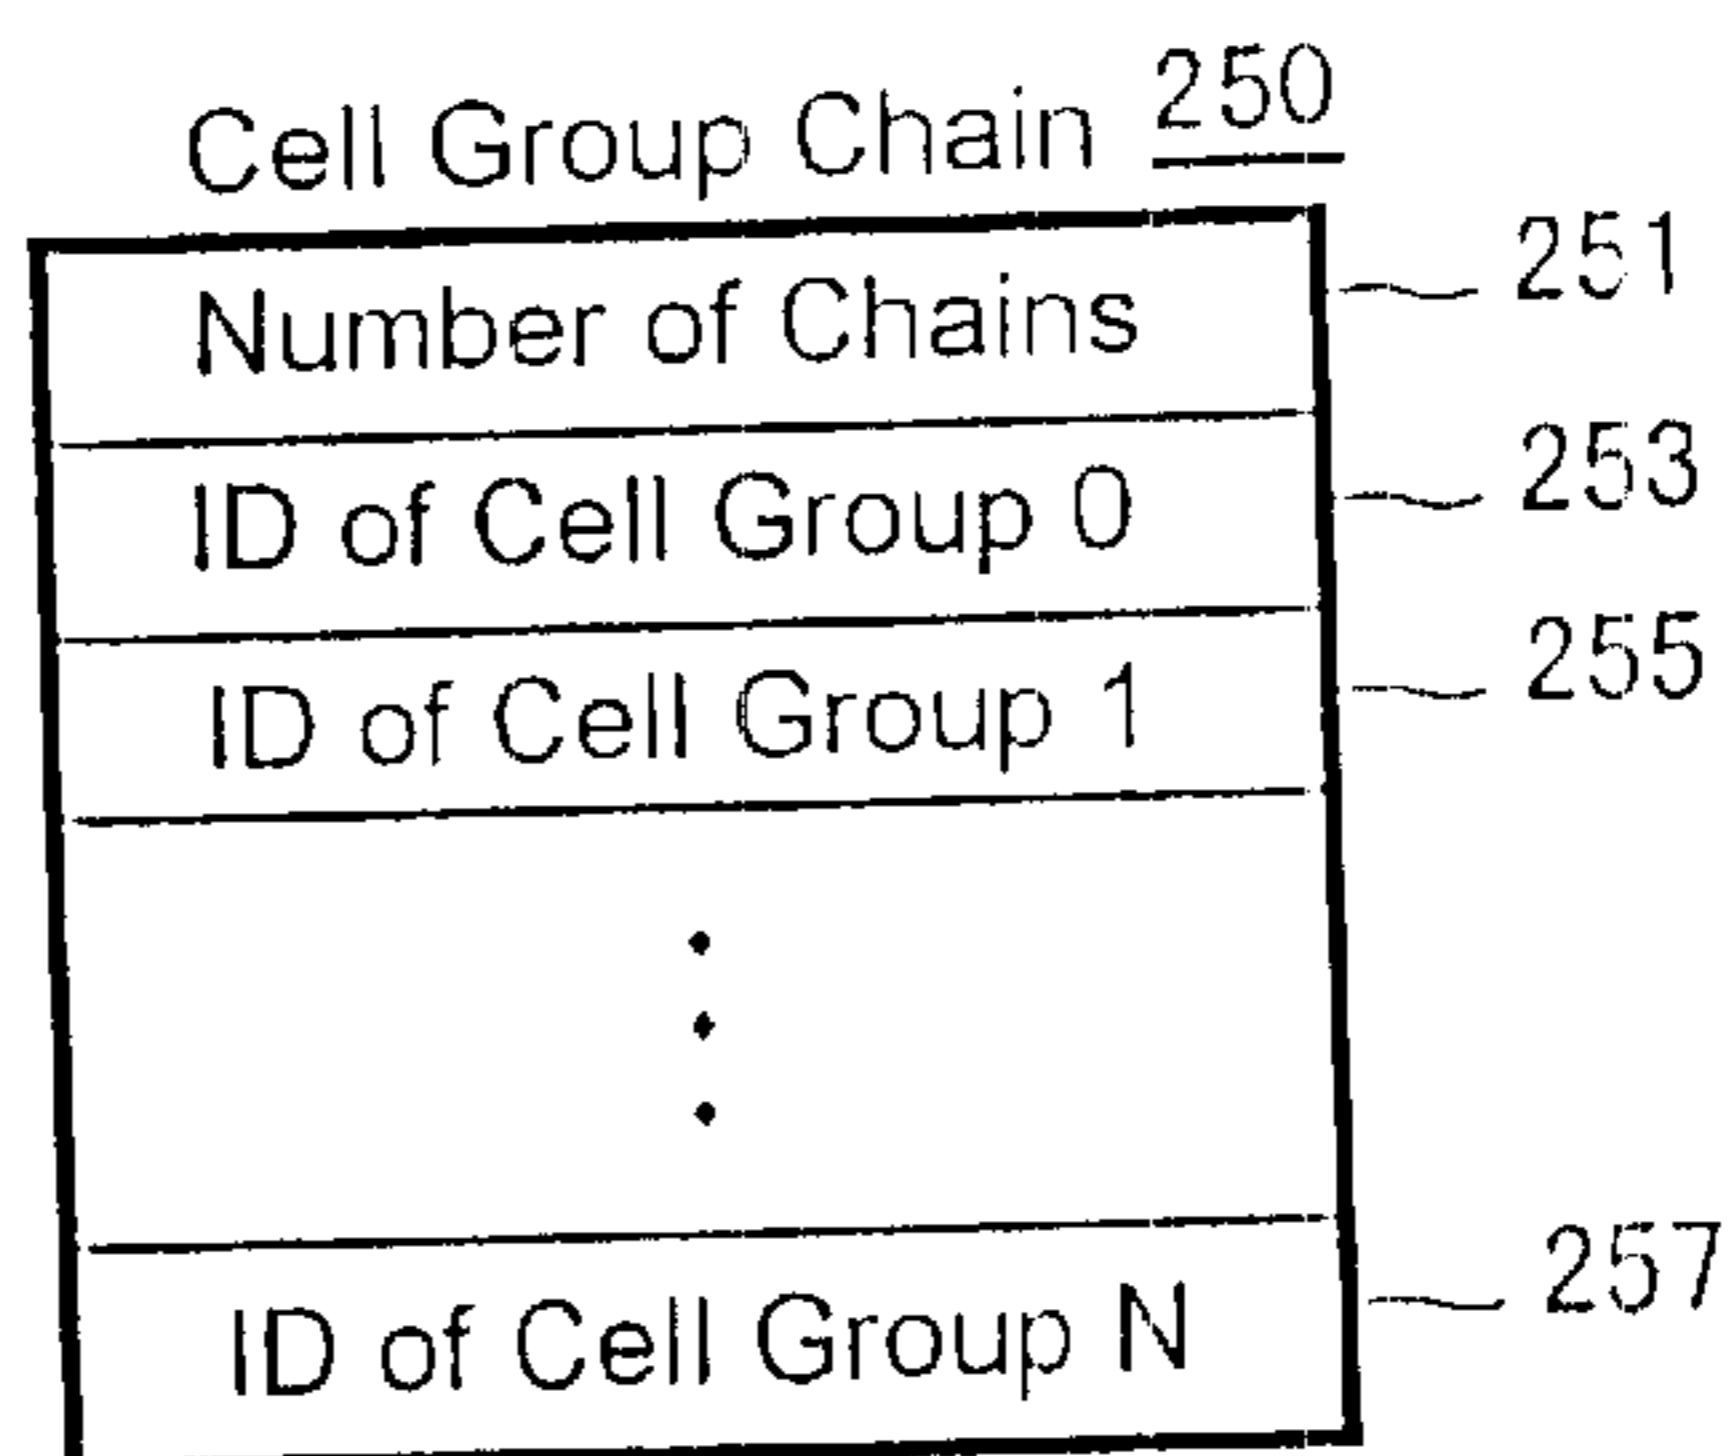 Cell Group Chain 250
Number of Chains 251
ID of Cell Group 0 253
ID of Cell Group 1 255
ID of Cell Group N 257